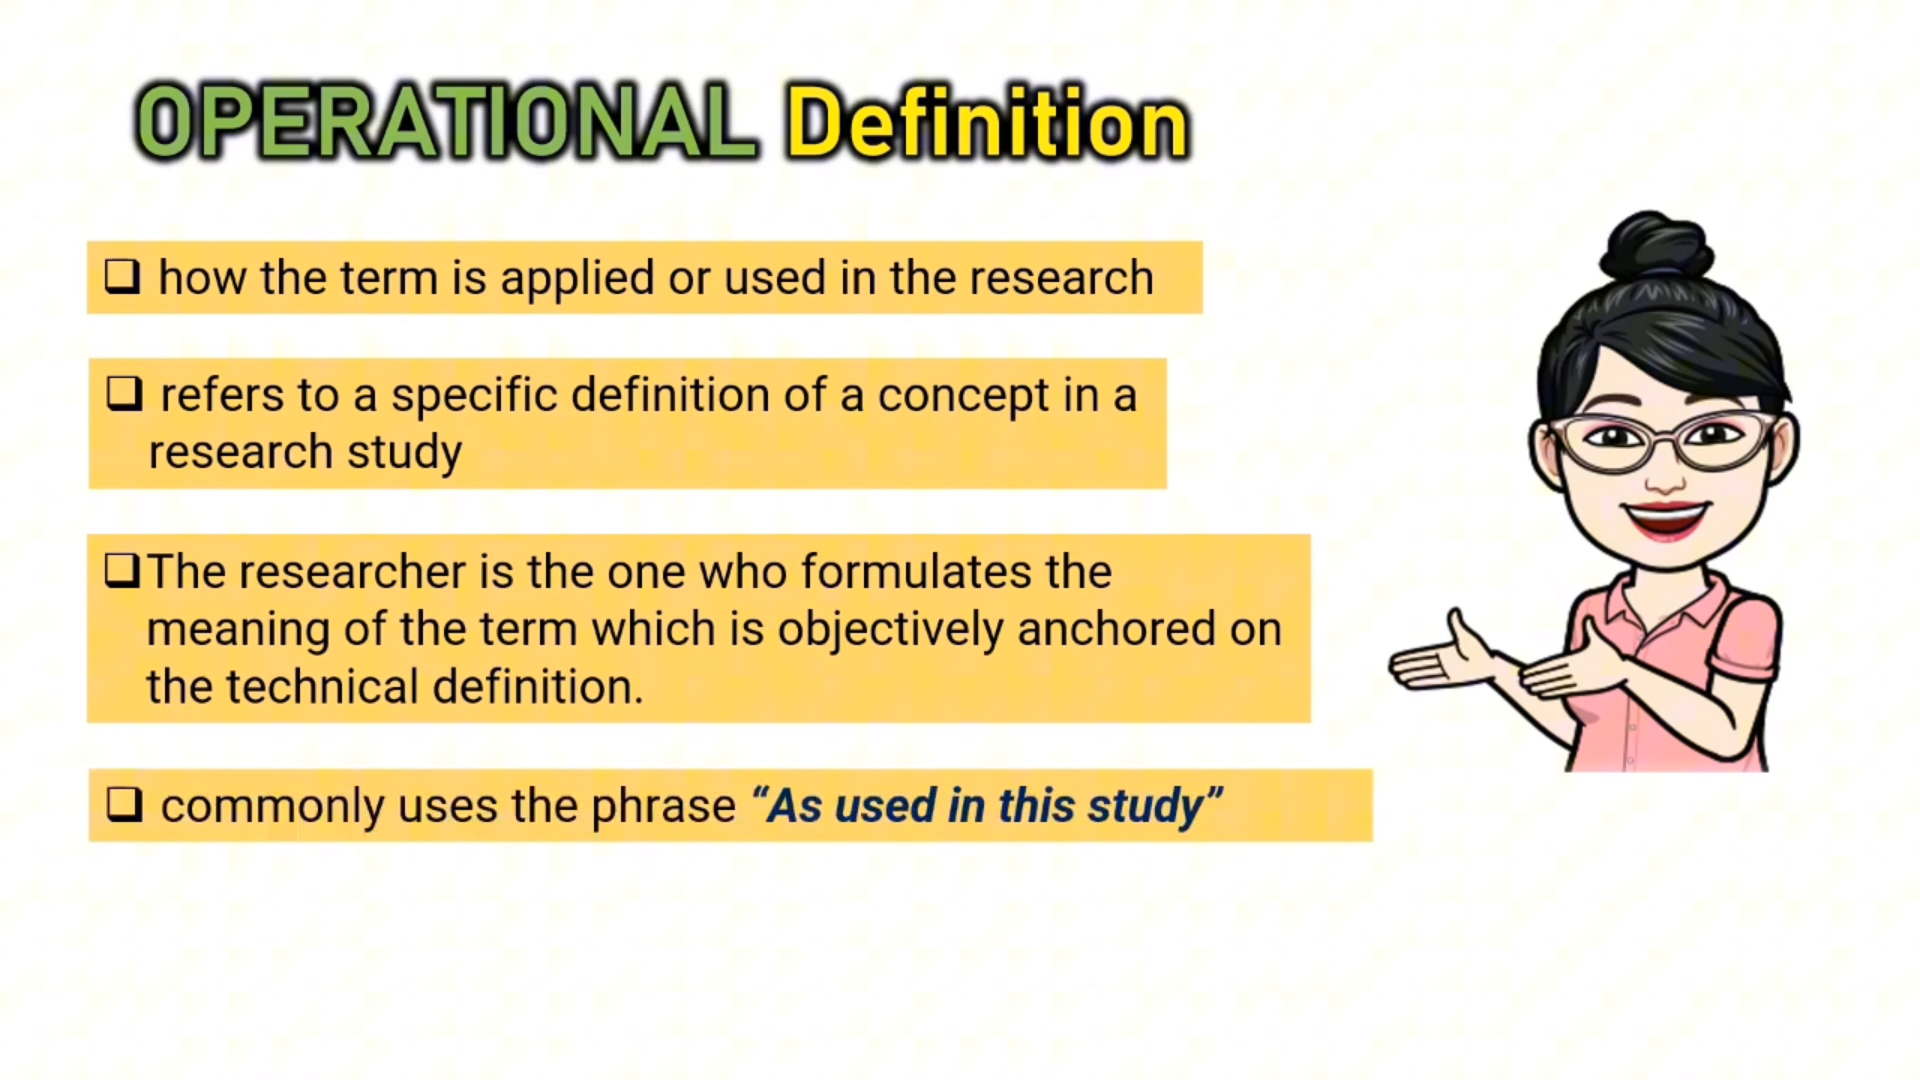 OPERATIONAL Definition
❑ how the term is applied or used in the research
❑ refers to a specific definition of a concept in a
research study
❑The researcher is the one who formulates the
meaning of the term which is objectively anchored on
the technical definition.
❑ commonly uses the phrase “As used in this study”